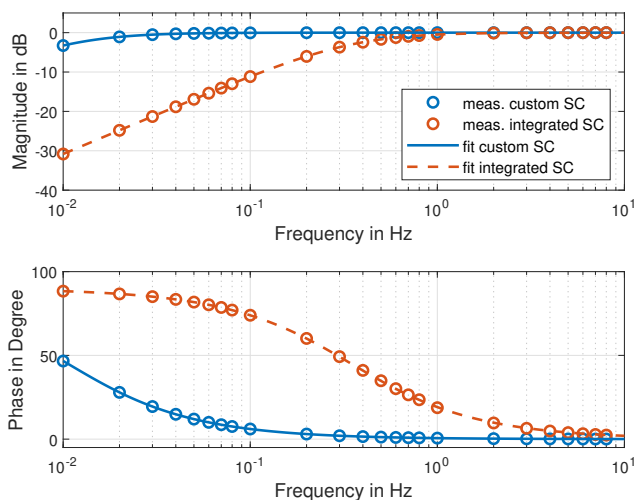 Magnitude in dB
0
-10
-20
-30
-40
meas. custom SC
meas. integrated SC
fit custom SC
fit integrated SC
10^-2
10^-1
10^0
10^1
Frequency in Hz
Phase in Degree
100
50
0
10^-2
10^-1
10^0
10^1
Frequency in Hz